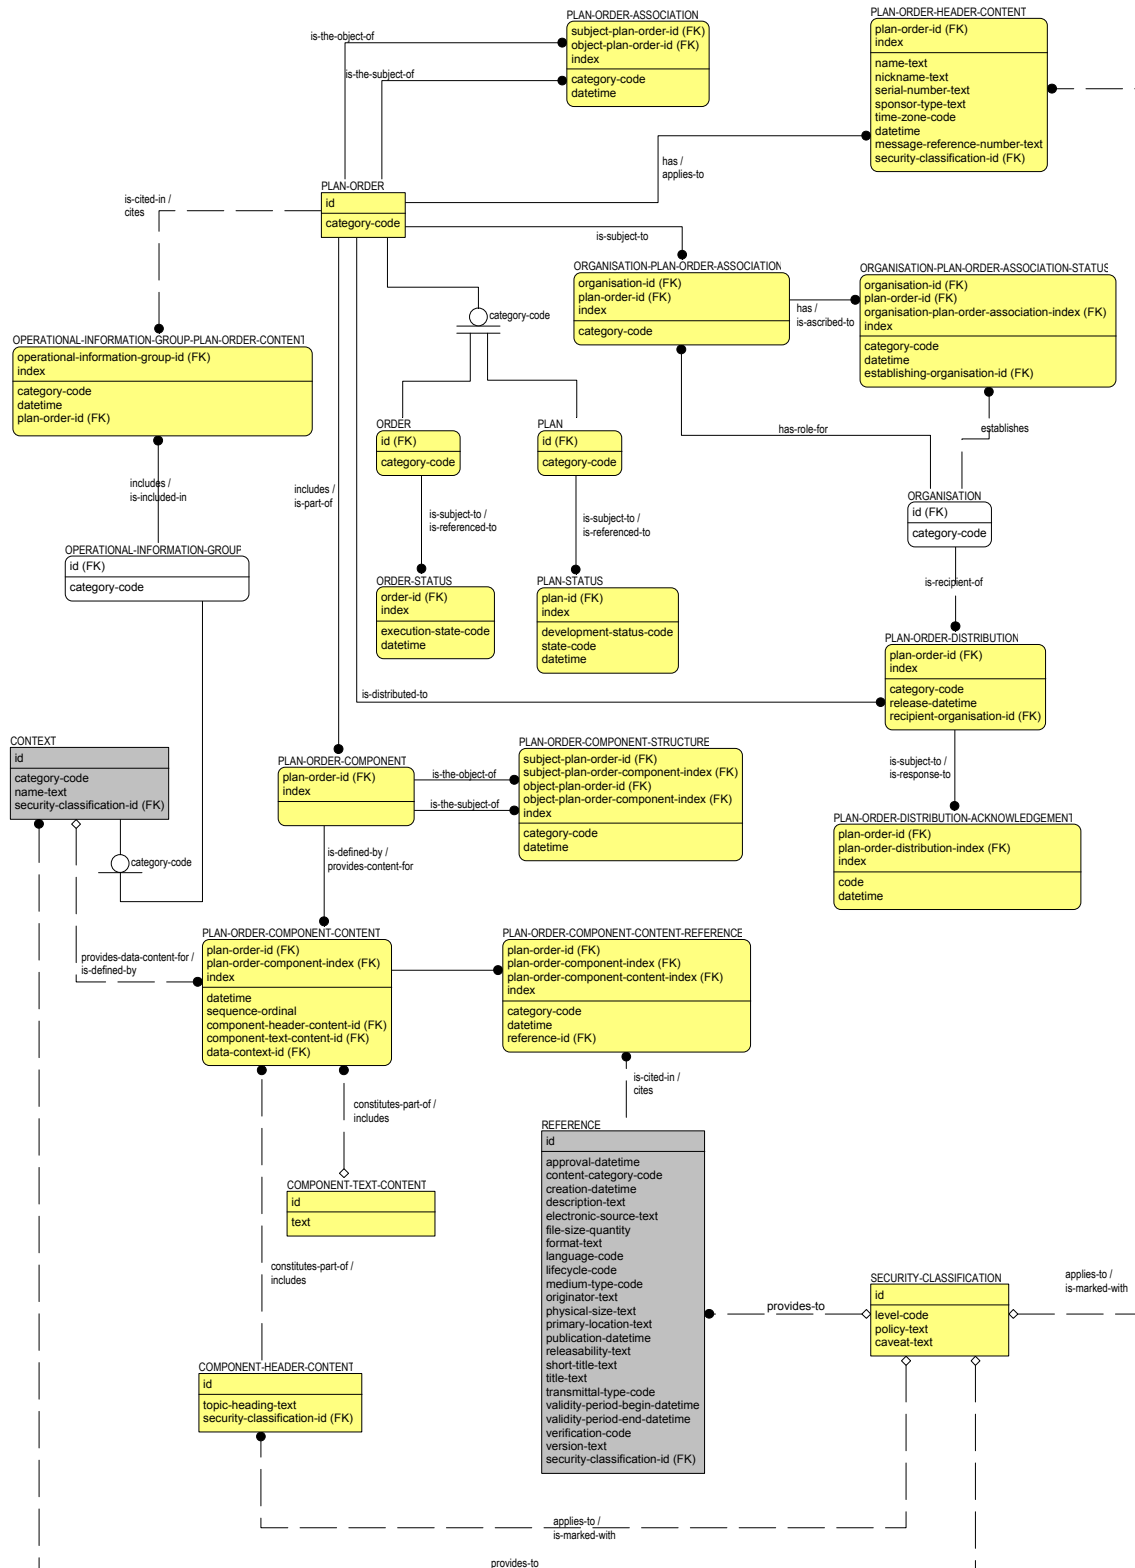 PLAN-ORDER-ASSOCIATION
subject-plan-order-id (FK)
object-plan-order-id (FK)
index
category-code
datetime
is-the-object-of
is-the-subject-of
PLAN-ORDER-HEADER-CONTENT
plan-order-id (FK)
index
name-text
nickname-text
serial-number-text
sponsor-type-text
time-zone-code
datetime
message-reference-number-text
security-classification-id (FK)
has /
applies-to
PLAN-ORDER
id
category-code
is-cited-in /
cites
is-subject-to
ORGANISATION-PLAN-ORDER-ASSOCIATION
organisation-id (FK)
plan-order-id (FK)
index
category-code
has /
is-ascribed-to
ORGANISATION-PLAN-ORDER-ASSOCIATION-STATUS
organisation-id (FK)
plan-order-id (FK)
organisation-plan-order-association-index (FK)
index
category-code
datetime
establishing-organisation-id (FK)
category-code
OPERATIONAL-INFORMATION-GROUP-PLAN-ORDER-CONTENT
operational-information-group-id (FK)
index
category-code
datetime
plan-order-id (FK)
ORDER
id (FK)
category-code
PLAN
id (FK)
category-code
has-role-for
establishes
includes /
is-included-in
includes /
is-part-of
is-subject-to /
is-referenced-to
is-subject-to /
is-referenced-to
ORGANISATION
id (FK)
category-code
OPERATIONAL-INFORMATION-GROUP
id (FK)
category-code
ORDER-STATUS
order-id (FK)
index
execution-state-code
datetime
PLAN-STATUS
plan-id (FK)
index
development-status-code
state-code
datetime
is-recipient-of
PLAN-ORDER-DISTRIBUTION
plan-order-id (FK)
index
category-code
release-datetime
recipient-organisation-id (FK)
is-distributed-to
CONTEXT
id
category-code
name-text
security-classification-id (FK)
category-code
PLAN-ORDER-COMPONENT
plan-order-id (FK)
index
is-the-object-of
is-the-subject-of
PLAN-ORDER-COMPONENT-STRUCTURE
subject-plan-order-id (FK)
subject-plan-order-component-index (FK)
object-plan-order-id (FK)
object-plan-order-component-index (FK)
index
category-code
datetime
is-subject-to /
is-response-to
PLAN-ORDER-DISTRIBUTION-ACKNOWLEDGEMENT
plan-order-id (FK)
plan-order-distribution-index (FK)
index
code
datetime
is-defined-by /
provides-content-for
provides-data-content-for /
is-defined-by
PLAN-ORDER-COMPONENT-CONTENT
plan-order-id (FK)
plan-order-component-index (FK)
index
datetime
sequence-ordinal
component-header-content-id (FK)
component-text-content-id (FK)
data-context-id (FK)
PLAN-ORDER-COMPONENT-CONTENT-REFERENCE
plan-order-id (FK)
plan-order-component-index (FK)
plan-order-component-content-index (FK)
index
category-code
datetime
reference-id (FK)
is-cited-in /
cites
constitutes-part-of /
includes
COMPONENT-TEXT-CONTENT
id
text
REFERENCE
id
approval-datetime
content-category-code
creation-datetime
description-text
electronic-source-text
file-size-quantity
format-text
language-code
lifecycle-code
medium-type-code
originator-text
physical-size-text
primary-location-text
publication-datetime
releasability-text
short-title-text
title-text
transmittal-type-code
validity-period-begin-datetime
validity-period-end-datetime
verification-code
version-text
security-classification-id (FK)
constitutes-part-of /
includes
provides-to
SECURITY-CLASSIFICATION
id
level-code
policy-text
caveat-text
applies-to /
is-marked-with
COMPONENT-HEADER-CONTENT
id
topic-heading-text
security-classification-id (FK)
applies-to /
is-marked-with
provides-to